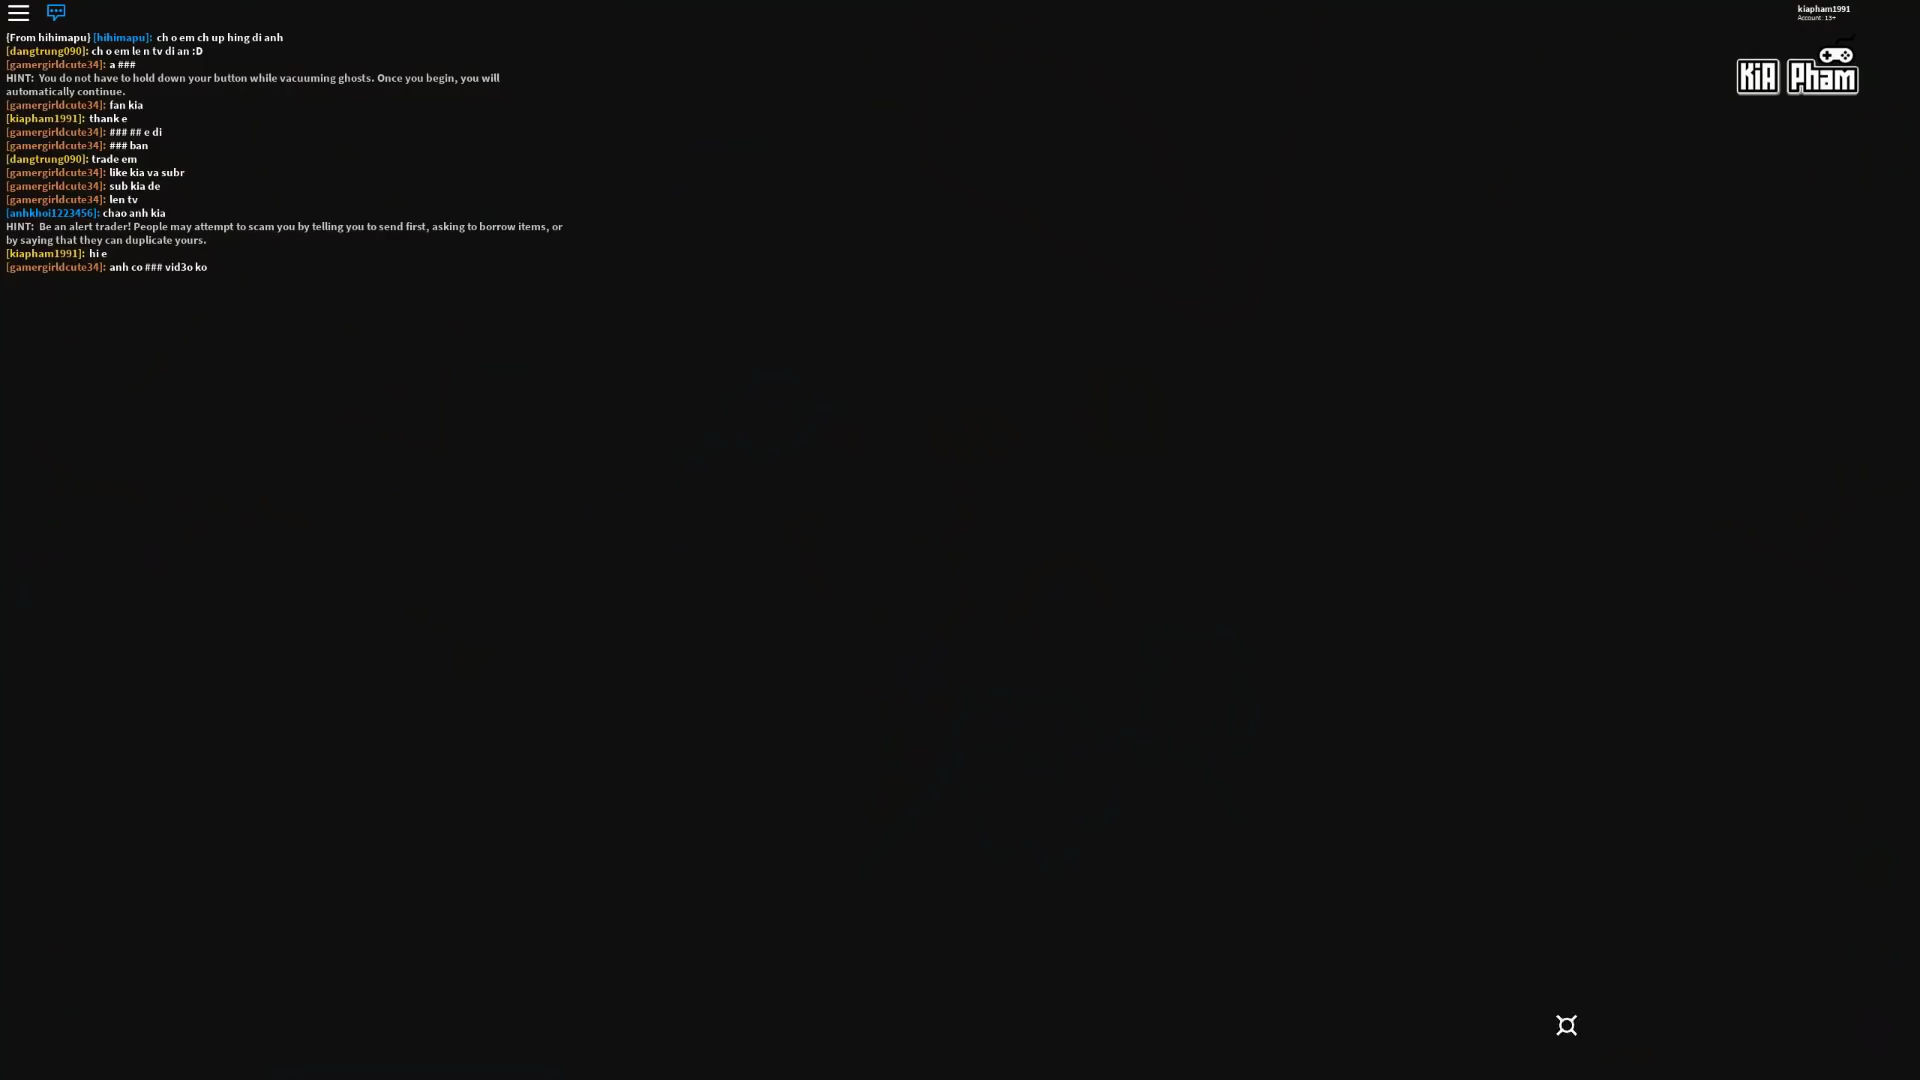 kiapham1991
Account: 13+
KiA Pham
{From hihimapu} [hihimapu]: ch o em ch up hing di anh
[dangtrung090]: ch o em le n tv di an :D
[gamergirldcute34]: a ###
HINT: You do not have to hold down your button while vacuuming ghosts. Once you begin, you will
automatically continue.
[gamergirldcute34]: fan kia
[kiapham1991]: thank e
[gamergirldcute34]: ### ## e di
[gamergirldcute34]: ### ban
[dangtrung090]: trade em
[gamergirldcute34]: like kia va subr
[gamergirldcute34]: sub kia de
[gamergirldcute34]: len tv
[anhkhoi1223456]: chao anh kia
HINT: Be an alert trader! People may attempt to scam you by telling you to send first, asking to borrow items, or
by saying that they can duplicate yours.
[kiapham1991]: hi e
[gamergirldcute34]: anh co ### vid3o ko